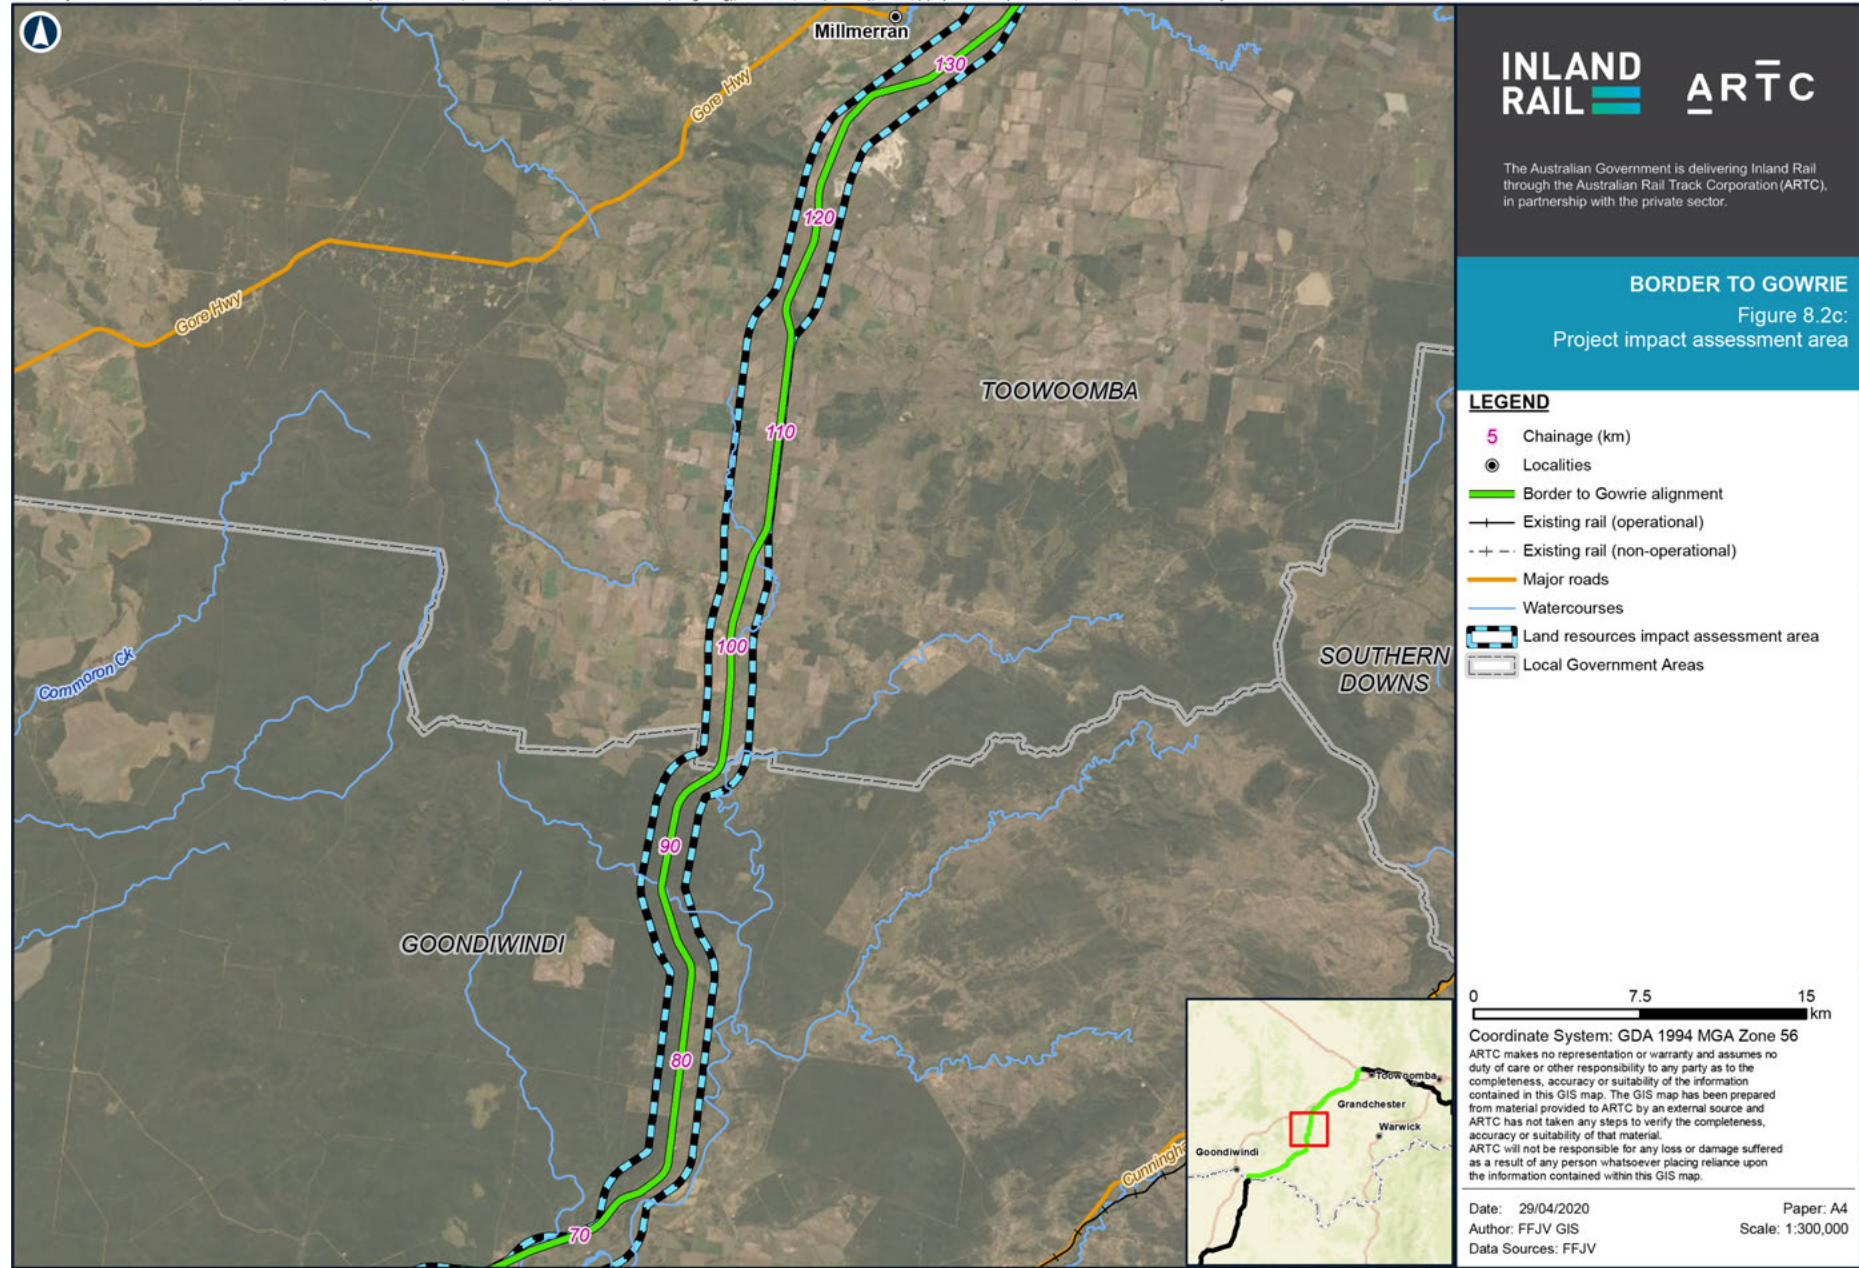 Millmerran
130
Gore Hwy
120
Gore Hwy
TOOWOOMBA
110
100
SOUTHERN
DOWNS
Commoron Ck
90
GOONDIWINDI
80
70
Cunningha
Toowoomba
Grandchester
Warwick
Goondiwindi
INLAND
RAIL
ARTC
The Australian Government is delivering Inland Rail
through the Australian Rail Track Corporation (ARTC),
in partnership with the private sector.
BORDER TO GOWRIE
Figure 8.2c:
Project impact assessment area
LEGEND
5 Chainage (km)
Localities
Border to Gowrie alignment
Existing rail (operational)
Existing rail (non-operational)
Major roads
Watercourses
Land resources impact assessment area
Local Government Areas
0 7.5 15
km
Coordinate System: GDA 1994 MGA Zone 56
ARTC makes no representation or warranty and assumes no
duty of care or other responsibility to any party as to the
completeness, accuracy or suitability of the information
contained in this GIS map. The GIS map has been prepared
from material provided to ARTC by an external source and
ARTC has not taken any steps to verify the completeness,
accuracy or suitability of that material.
ARTC will not be responsible for any loss or damage suffered
as a result of any person whatsoever placing reliance upon
the information contained within this GIS map.
Date: 29/04/2020 Paper: A4
Author: FFJV GIS Scale: 1:300,000
Data Sources: FFJV